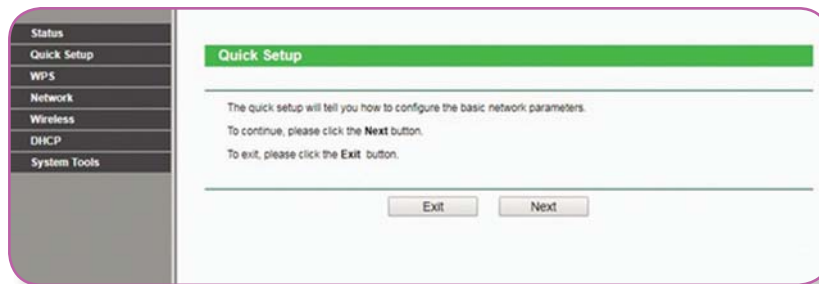 Status
Quick Setup
WPS
Network
Wireless
DHCP
System Tools
Quick Setup
The quick setup will tell you how to configure the basic network parameters.
To continue, please click the Next button.
To exit, please click the Exit button.
Exit
Next